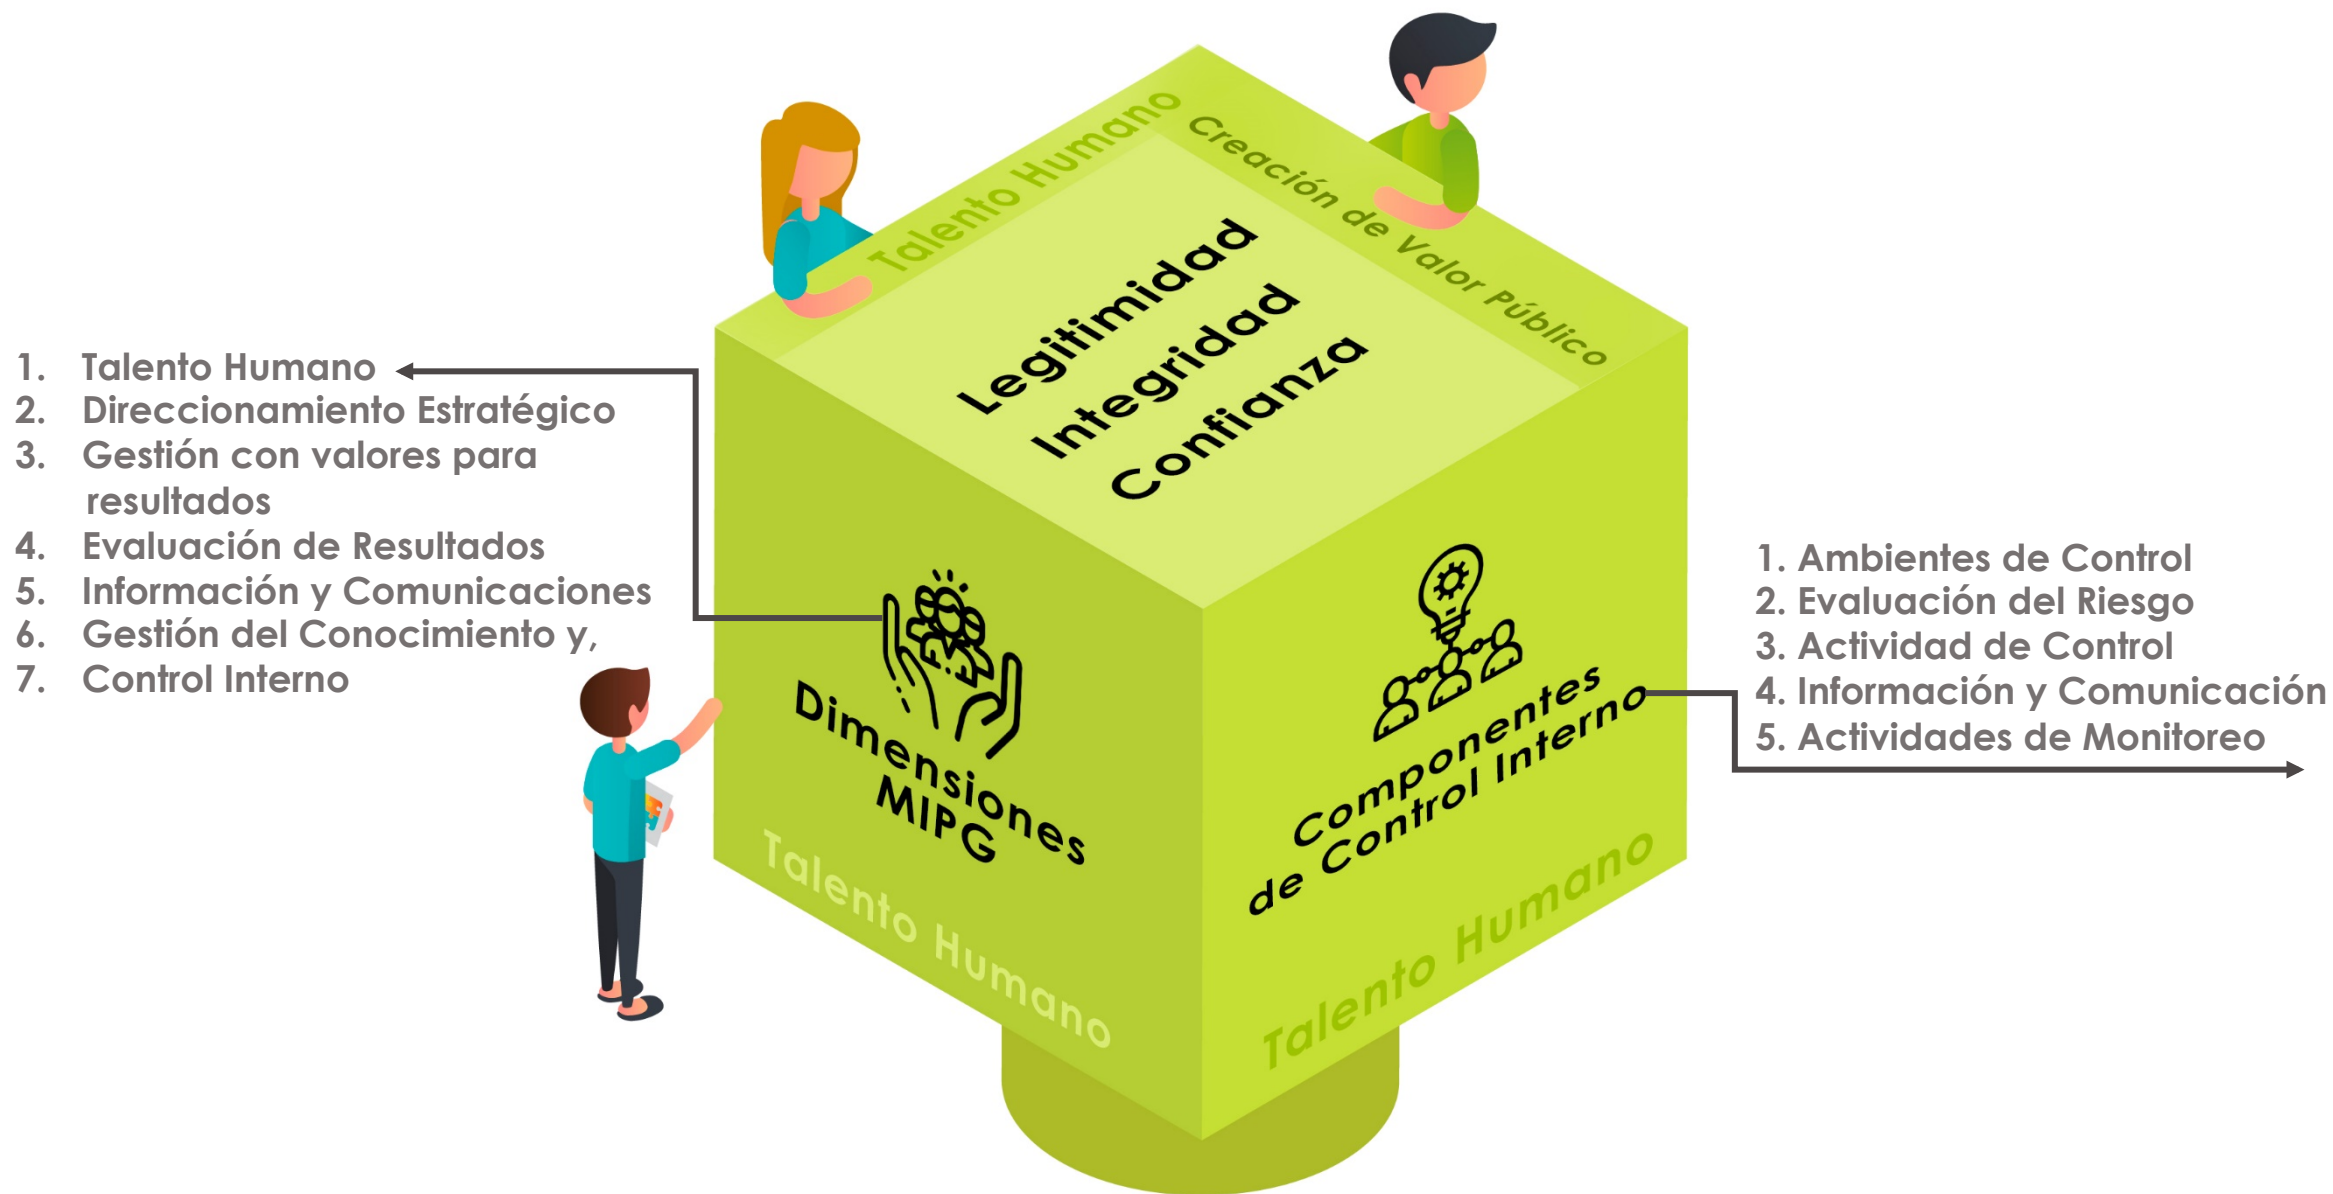 Talento Humano
Creación de Valor Público
Legitimidad
Integridad
Confianza
1. Talento Humano
2. Direccionamiento Estratégico
3. Gestión con valores para
resultados
4. Evaluación de Resultados
5. Información y Comunicaciones
6. Gestión del Conocimiento y,
7. Control Interno
Dimensiones
MIPG
Talento Humano
Componentes
de Control Interno
Talento Humano
1. Ambientes de Control
2. Evaluación del Riesgo
3. Actividad de Control
4. Información y Comunicación
5. Actividades de Monitoreo